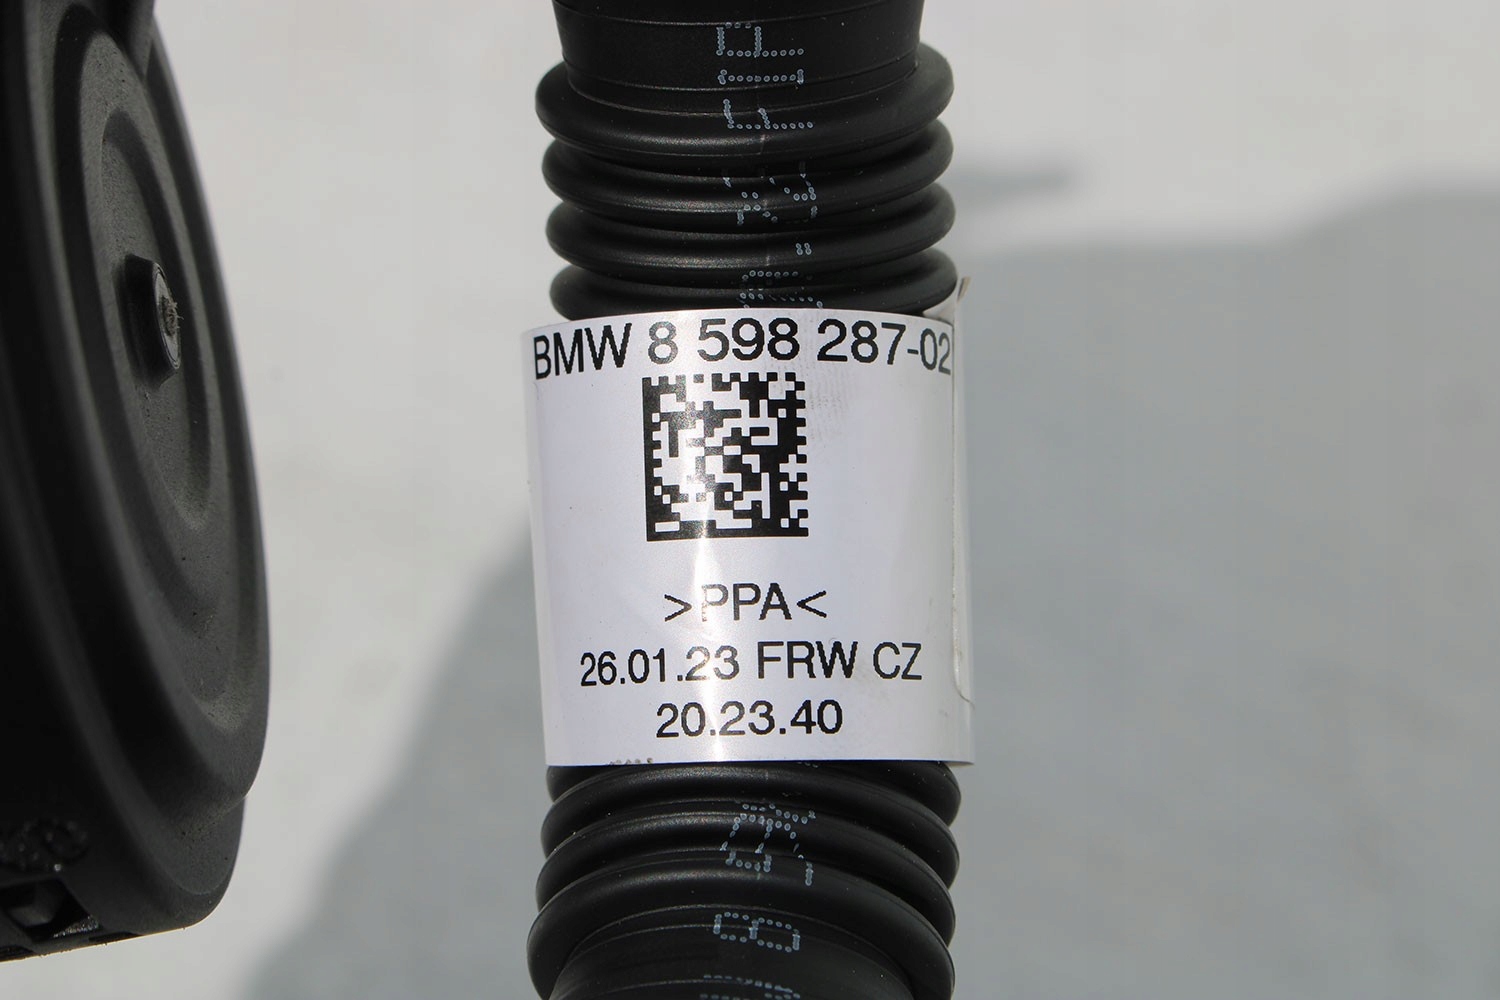 BMW 8 598 287-02
>PPA<
26.01.23 FRW CZ
20.23.40